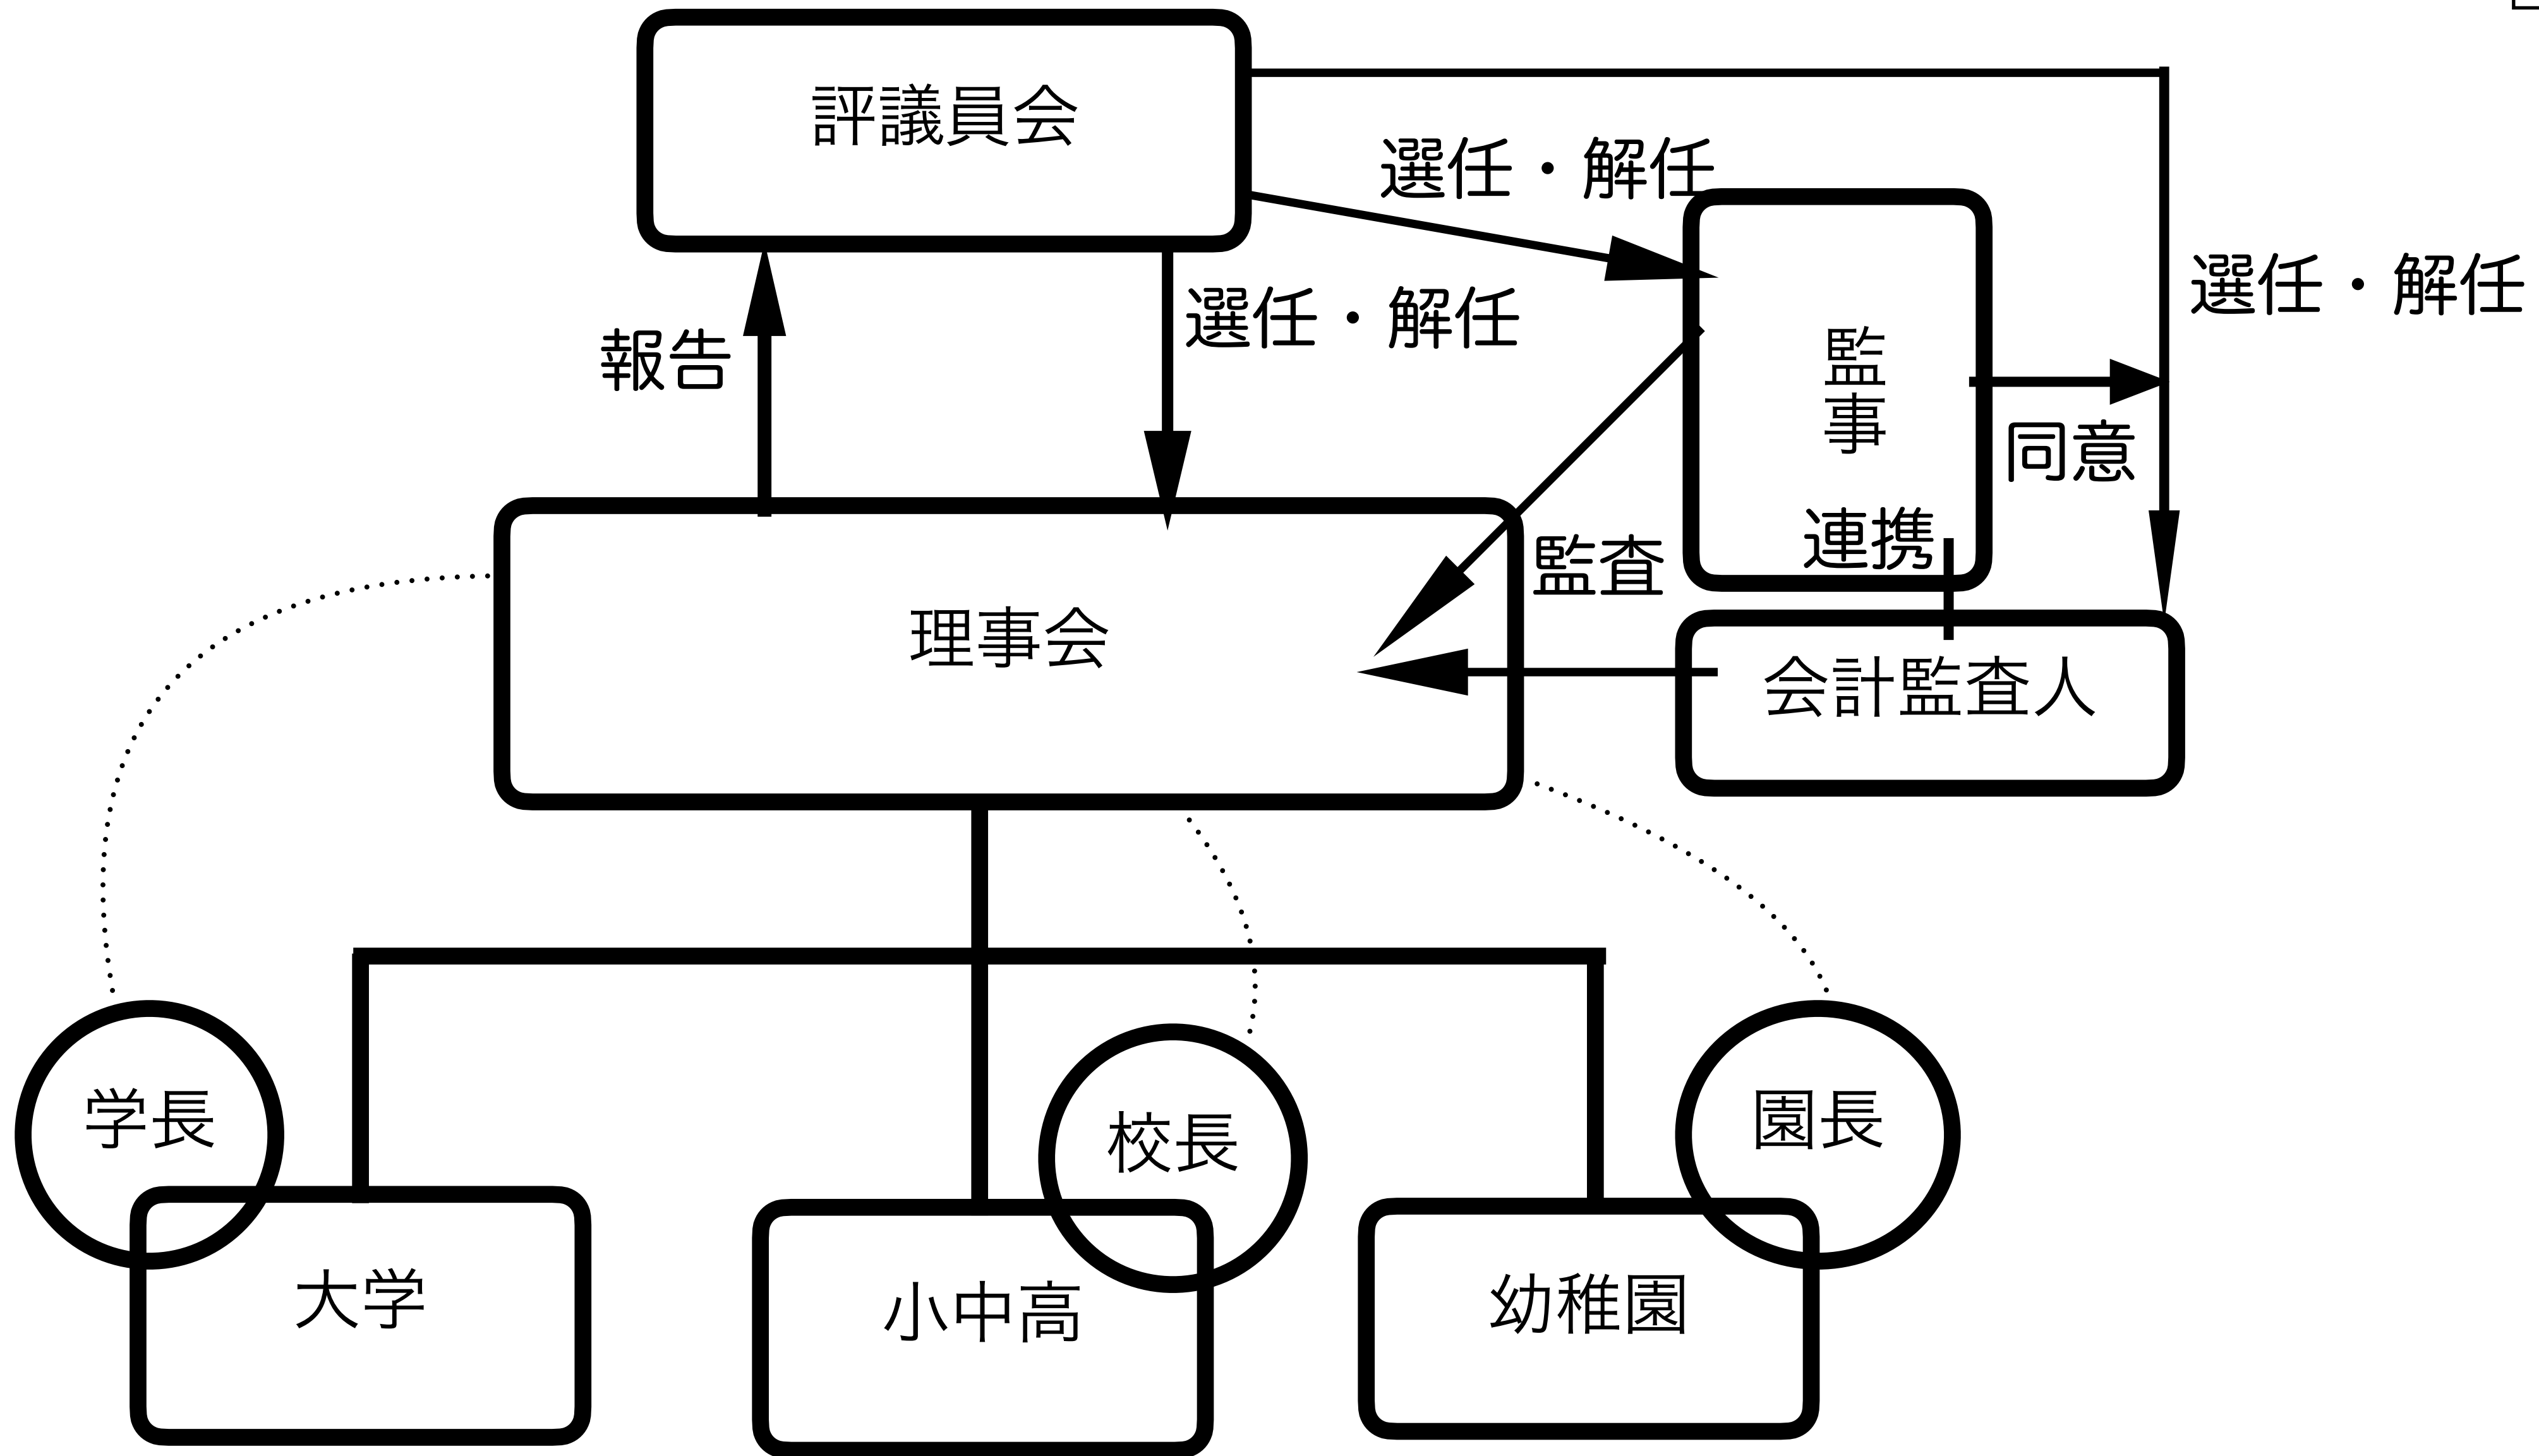 評議員会
選任・解任
選任・解任
選任・解任
報告
監事
同意
連携
監査
理事会
会計監査人
学長
校長
園長
大学
小中高
幼稚園